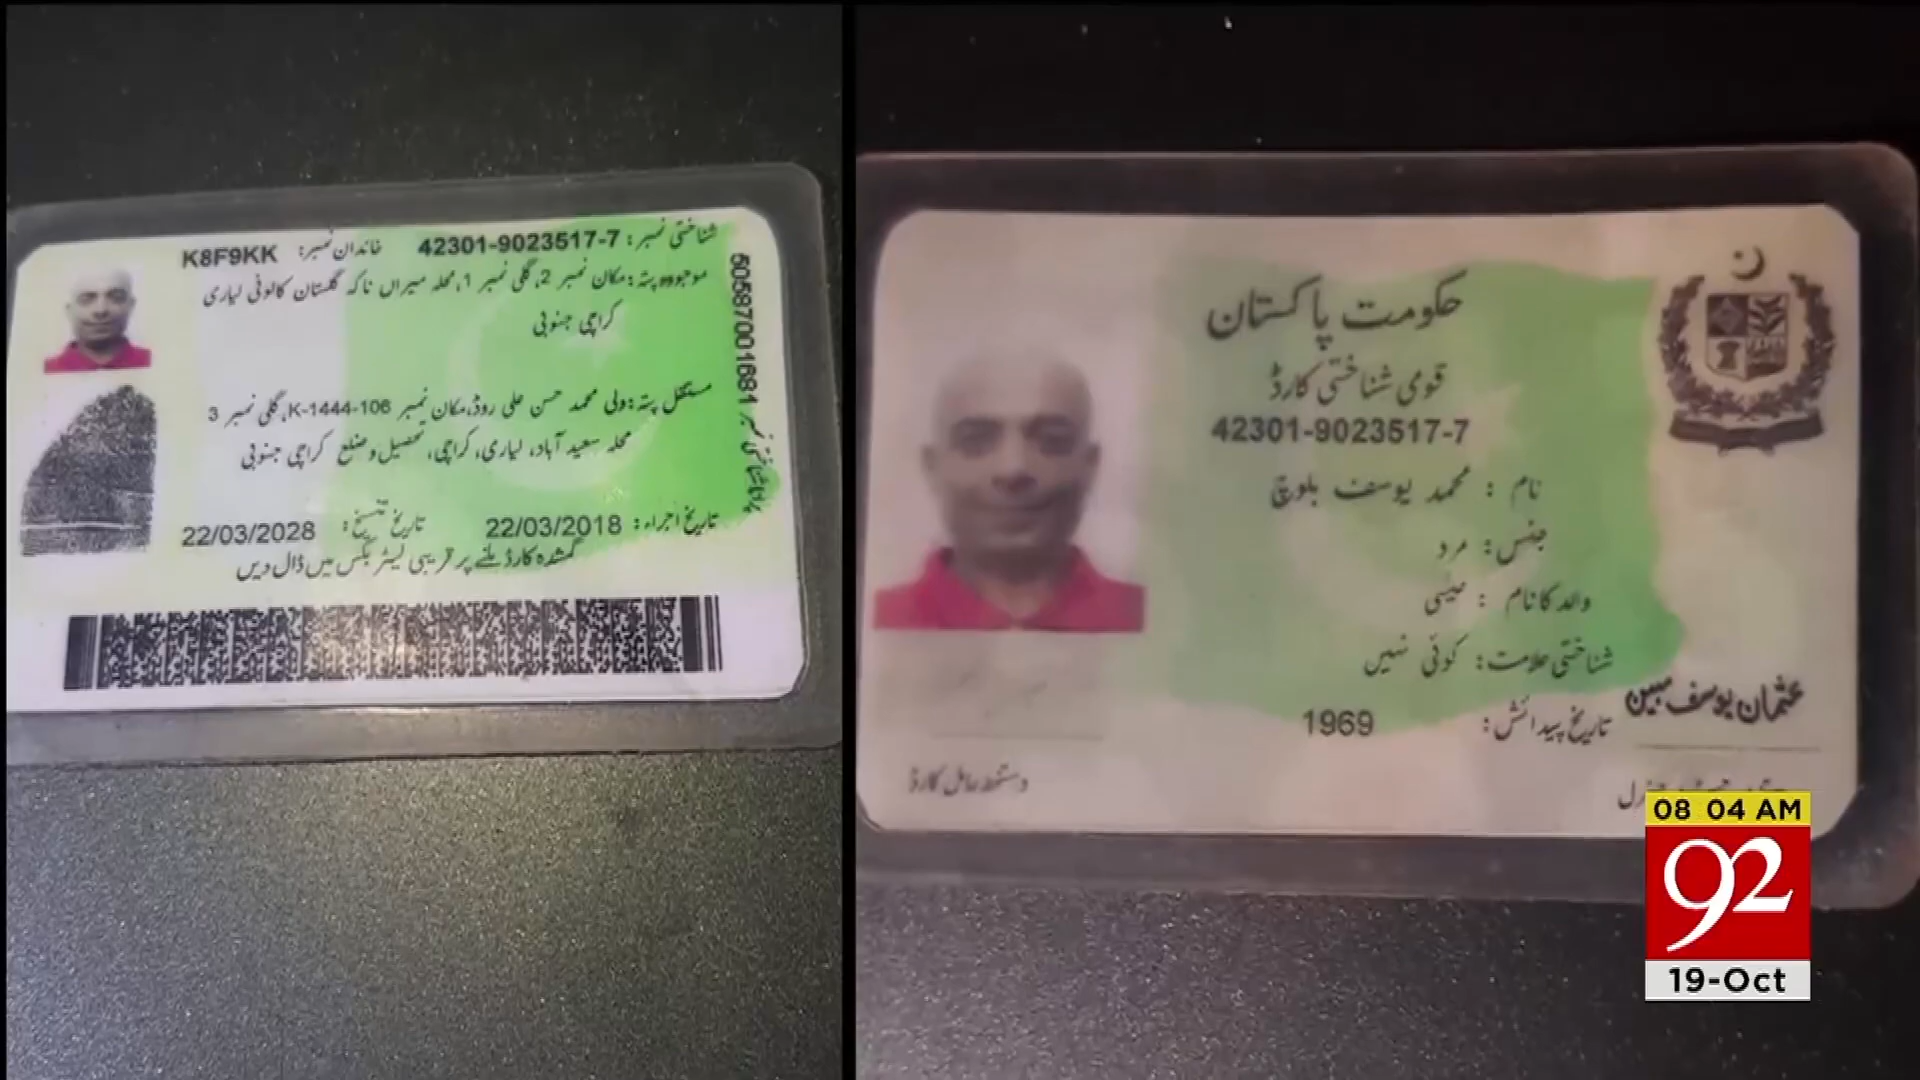 شناختی نمبر: 42301-9023517-7 خاندان نمبر: K8F9KK
موجودہ پتہ: مکان نمبر 2، گلی نمبر 1، محلہ میراں ناکہ گلستان کالونی لیاری
کراچی جنوبی
مستقل پتہ: ولی محمد حسن علی روڈ، مکان نمبر K-1444-106، گلی نمبر 3
محلہ سعید آباد، لیاری، کراچی، تحصیل و ضلع کراچی جنوبی
تاریخ اجراء: 22/03/2018 تاریخ تنسیخ: 22/03/2028
گمشدہ کارڈ ملنے پر قریبی لیٹر بکس میں ڈال دیں
505870016814
حکومت پاکستان
قومی شناختی کارڈ
42301-9023517-7
نام : محمد یوسف بلوچ
جنس: مرد
والد کا نام : عیسیٰ
شناختی علامت: کوئی نہیں
تاریخ پیدائش: 1969
عثمان یوسف مبین
دستخط حامل کارڈ
08 04 AM
92
19-Oct